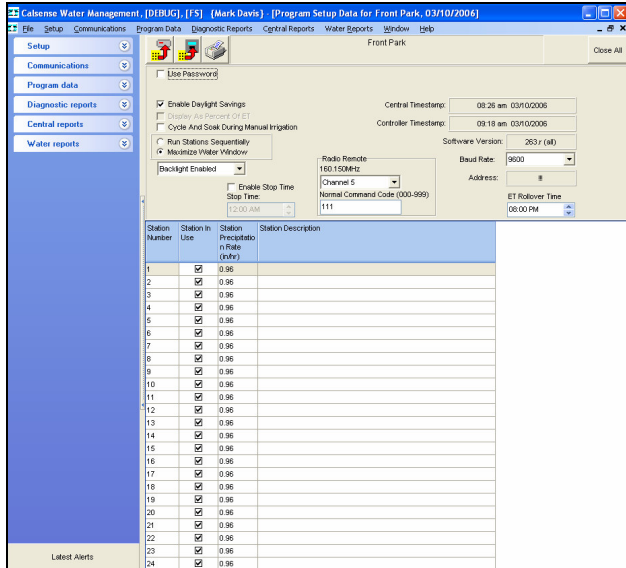 Calsense Water Management, [DEBUG], [FS] {Mark Davis} - [Program Setup Data for Front Park, 03/10/2006]
File Setup Communications Program Data Diagnostic Reports Central Reports Water Reports Window Help
Setup
Communications
Program data
Diagnostic reports
Central reports
Water reports
Latest Alerts
Front Park
Close All
Use Password
Enable Daylight Savings
Display As Percent Of ET
Cycle And Soak During Manual Irrigation
Run Stations Sequentially
Maximize Water Window
Backlight Enabled
Enable Stop Time
Stop Time:
12:00 AM
Radio Remote
160.150MHz
Channel 5
Normal Command Code (000-999)
111
Central Timestamp: 08:26 am 03/10/2006
Controller Timestamp: 09:18 am 03/10/2006
Software Version: 263.r (all)
Baud Rate: 9600
Address:
ET Rollover Time
08:00 PM
Station Number Station In Use Station Precipitatio n Rate (in/hr) Station Description
1 0.96
2 0.96
3 0.96
4 0.96
5 0.96
6 0.96
7 0.96
8 0.96
9 0.96
10 0.96
11 0.96
12 0.96
13 0.96
14 0.96
15 0.96
16 0.96
17 0.96
18 0.96
19 0.96
20 0.96
21 0.96
22 0.96
23 0.96
24 0.96